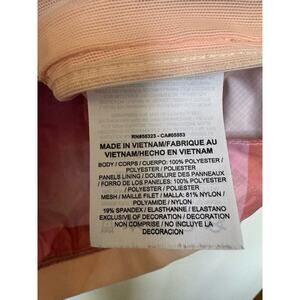 RN#56323 - CA#05553
MADE IN VIETNAM/FABRIQUE AU
VIETNAM/HECHO EN VIETNAM
BODY / CORPS / CUERPO: 100% POLYESTER /
POLYESTER / POLIESTER
PANELS LINING / DOUBLURE DES PANNEAUX
/ FORRO DE LOS PANELES: 100% POLYESTER
/ POLYESTER / POLIESTER
MESH / MAILLE FILET / MALLA: 81% NYLON /
POLYAMIDE / NYLON
19% SPANDEX / ELASTHANNE / ELASTANO
EXCLUSIVE OF DECORATION / DECORATION
NON COMPRISE / NO INCLUYE LA
DECORACION